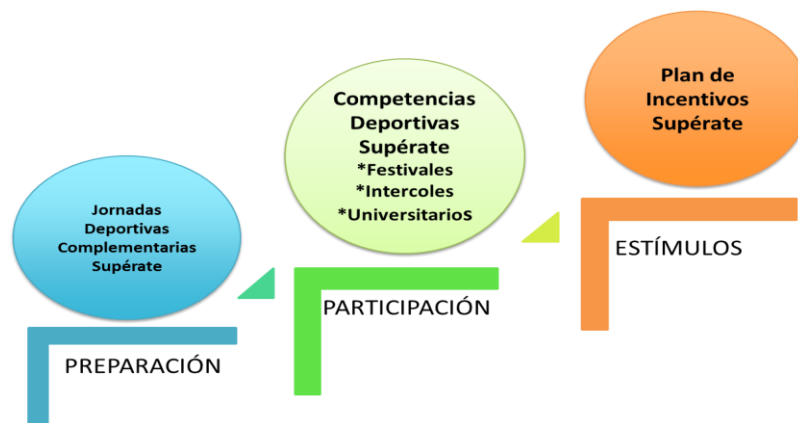 Jornadas
Deportivas
Complementarias
Supérate
PREPARACIÓN
Competencias
Deportivas
Supérate
*Festivales
*Intercoles
*Universitarios
PARTICIPACIÓN
Plan de
Incentivos
Supérate
ESTÍMULOS